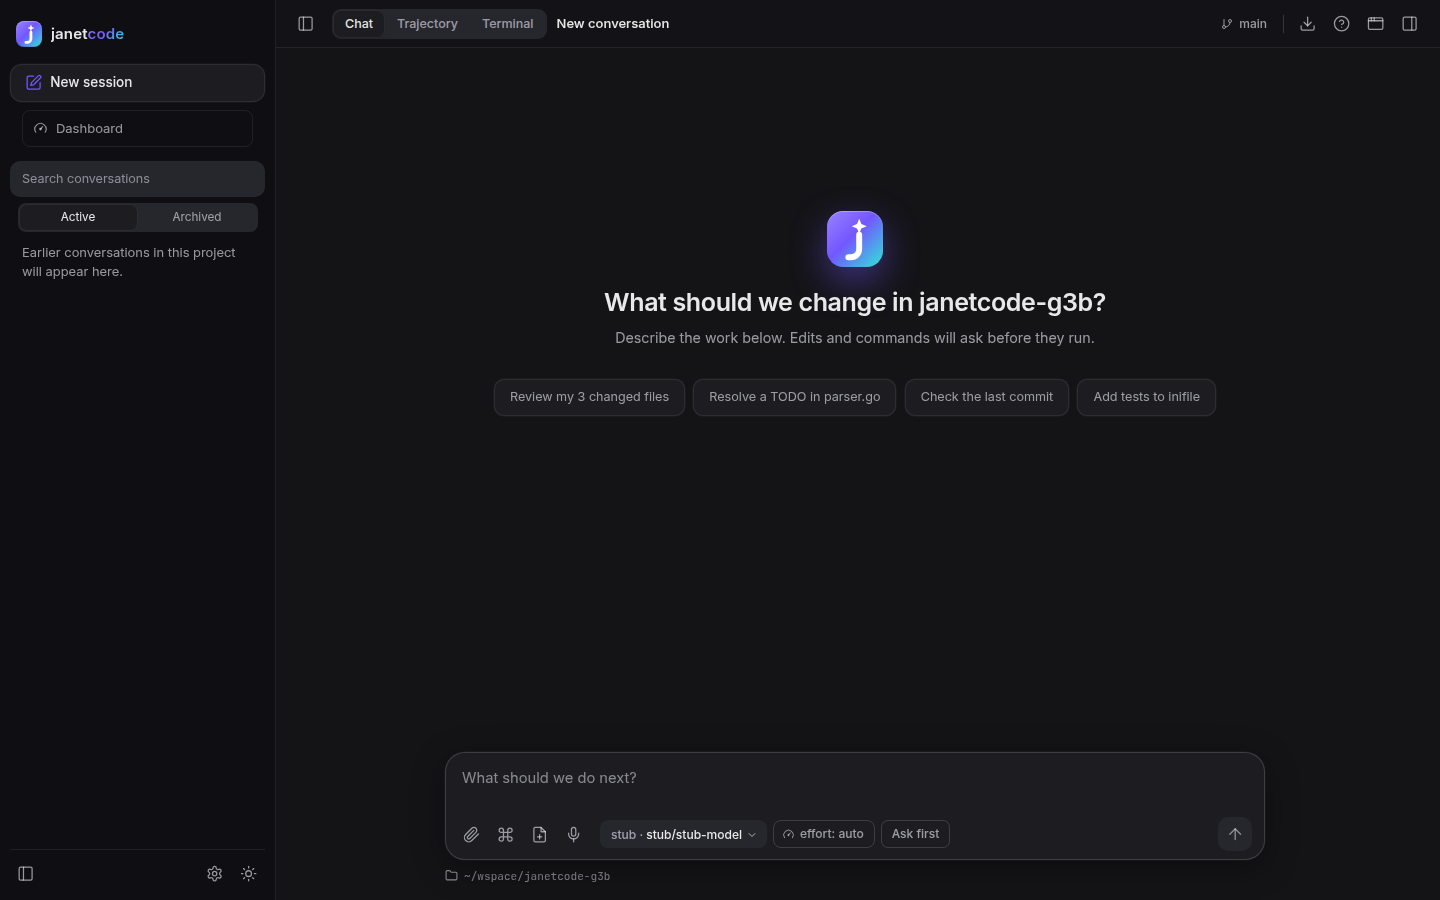 janetcode
New session
Dashboard
Search conversations
Active
Archived
Earlier conversations in this project
will appear here.
Chat
Trajectory
Terminal
New conversation
main
What should we change in janetcode-g3b?
Describe the work below. Edits and commands will ask before they run.
Review my 3 changed files
Resolve a TODO in parser.go
Check the last commit
Add tests to inifile
What should we do next?
stub · stub/stub-model
effort: auto
Ask first
~/wspace/janetcode-g3b